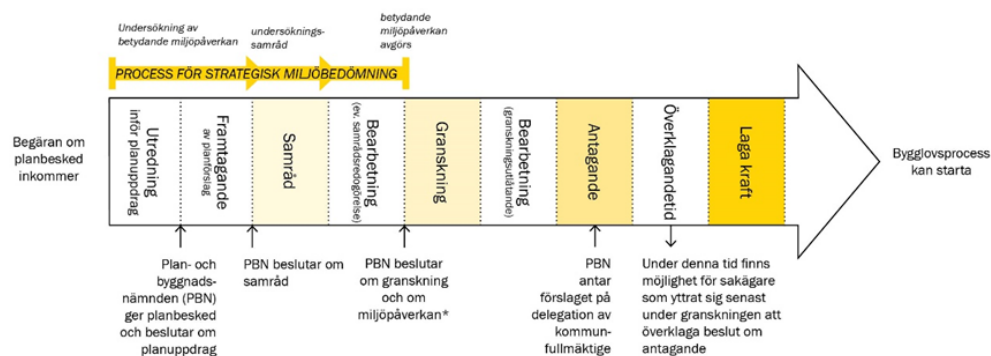 Undersökning av
betydande miljöpåverkan
undersöknings-
samråd
betydande
miljöpåverkan
avgörs
PROCESS FÖR STRATEGISK MILJÖBEDÖMNING
Begäran om
planbesked
inkommer
Utredning
inför planuppdrag
Framtagande
av planförslag
Samråd
Bearbetning
(ev. samrådsredogörelse)
Granskning
Bearbetning
(granskningsutlåtande)
Antagande
Överklagandetid
Laga kraft
Bygglovsprocess
kan starta
Plan- och
byggnads-
nämnden (PBN)
ger planbesked
och beslutar om
planuppdrag
PBN beslutar om
samråd
PBN beslutar
om granskning
och om
miljöpåverkan*
PBN
antar
förslaget på
delegation av
kommun-
fullmäktige
Under denna tid finns
möjlighet för sakägare
som yttrat sig senast
under granskningen att
överklaga beslut om
antagande